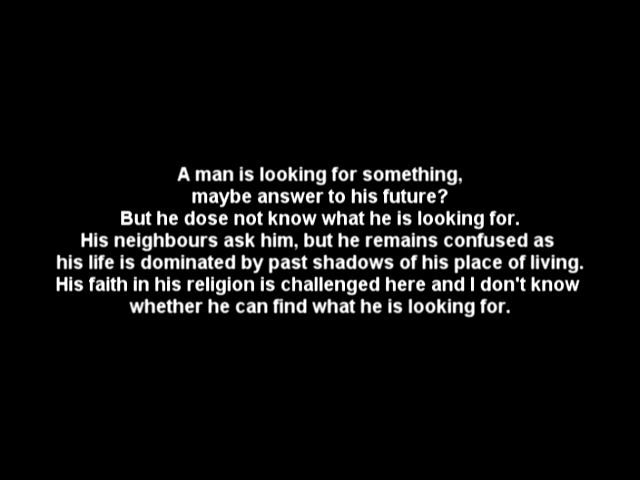 A man is looking for something,
maybe answer to his future?
But he dose not know what he is looking for.
His neighbours ask him, but he remains confused as
his life is dominated by past shadows of his place of living.
His faith in his religion is challenged here and I don't know
whether he can find what he is looking for.